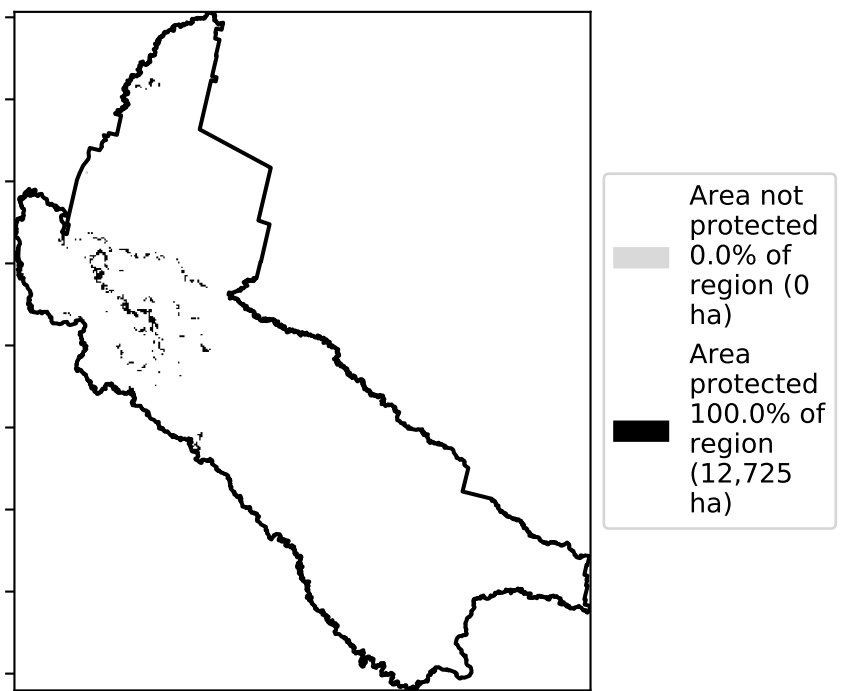 Area not
protected
0.0% of
region (0
ha)
Area
protected
100.0% of
region
(12,725
ha)